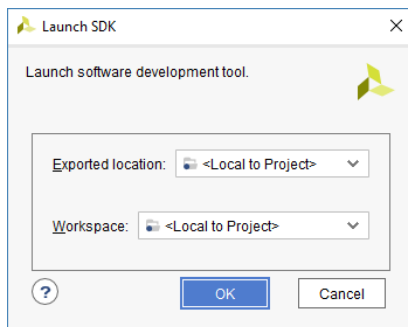 Launch SDK
Launch software development tool.
Exported location: <Local to Project>
Workspace: <Local to Project>
?
OK Cancel